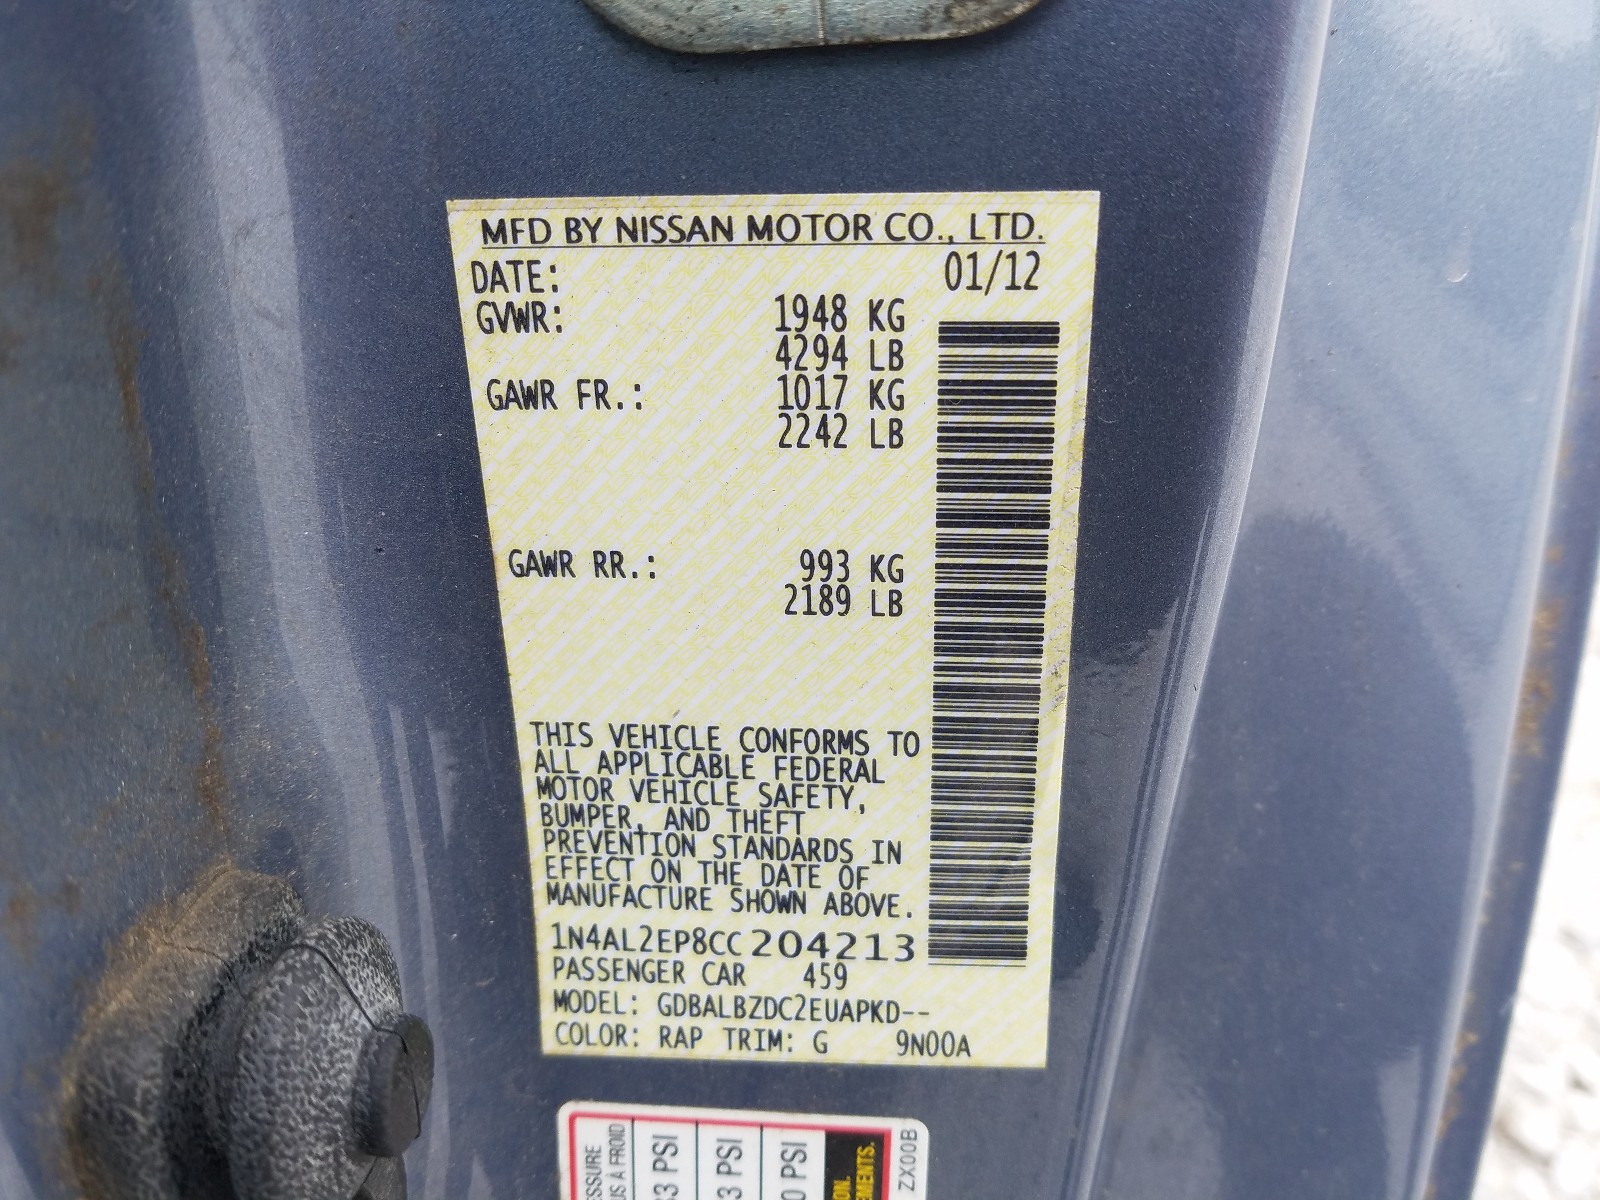 MFD BY NISSAN MOTOR CO., LTD.
DATE: 01/12
GVWR: 1948 KG
4294 LB
GAWR FR.: 1017 KG
2242 LB
GAWR RR.: 993 KG
2189 LB
THIS VEHICLE CONFORMS TO
ALL APPLICABLE FEDERAL
MOTOR VEHICLE SAFETY,
BUMPER, AND THEFT
PREVENTION STANDARDS IN
EFFECT ON THE DATE OF
MANUFACTURE SHOWN ABOVE.
1N4AL2EP8CC204213
PASSENGER CAR 459
MODEL: GDBALBZDC2EUAPKD--
COLOR: RAP TRIM: G 9N00A
À FROID
PSI
PSI
PSI
ZX00B